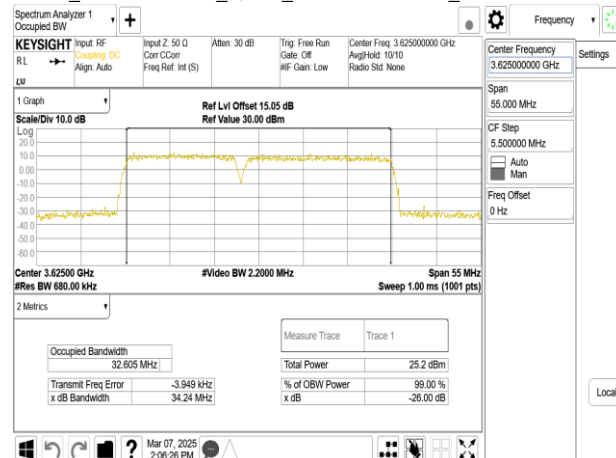 Spectrum Analyzer 1
Occupied BW
Frequency
KEYSIGHT
Input: RF
Input Z: 50 Ω
Atten: 30 dB
Trig: Free Run
Center Freq: 3.625000000 GHz
RL
Coupling: DC
Corr CCorr
Gate: Off
Avg|Hold: 10/10
Align: Auto
Freq Ref: Int (S)
#IF Gain: Low
Radio Std: None
LXI
Center Frequency
3.625000000 GHz
Settings
Span
55.000 MHz
CF Step
5.500000 MHz
Auto
Man
Freq Offset
0 Hz
1 Graph
Ref Lvl Offset 15.05 dB
Scale/Div 10.0 dB
Ref Value 30.00 dBm
Log
20.0
10.0
0.00
-10.0
-20.0
-30.0
-40.0
-50.0
-60.0
Center 3.62500 GHz
#Video BW 2.2000 MHz
Span 55 MHz
#Res BW 680.00 kHz
Sweep 1.00 ms (1001 pts)
2 Metrics
Measure Trace
Trace 1
Occupied Bandwidth
32.605 MHz
Total Power
25.2 dBm
Transmit Freq Error
-3.949 kHz
% of OBW Power
99.00 %
x dB Bandwidth
34.24 MHz
x dB
-26.00 dB
Local
?
Mar 07, 2025
2:06:26 PM